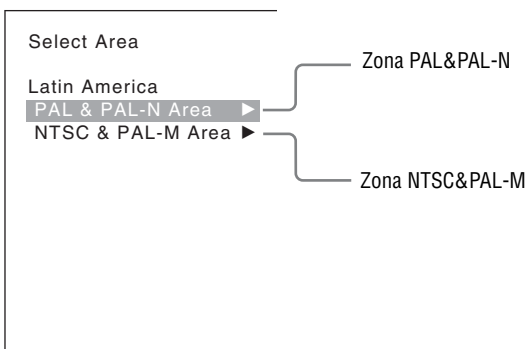 Select Area
Zona PAL&PAL-N
Latin America
PAL & PAL-N Area ▶
NTSC & PAL-M Area ▶
Zona NTSC&PAL-M